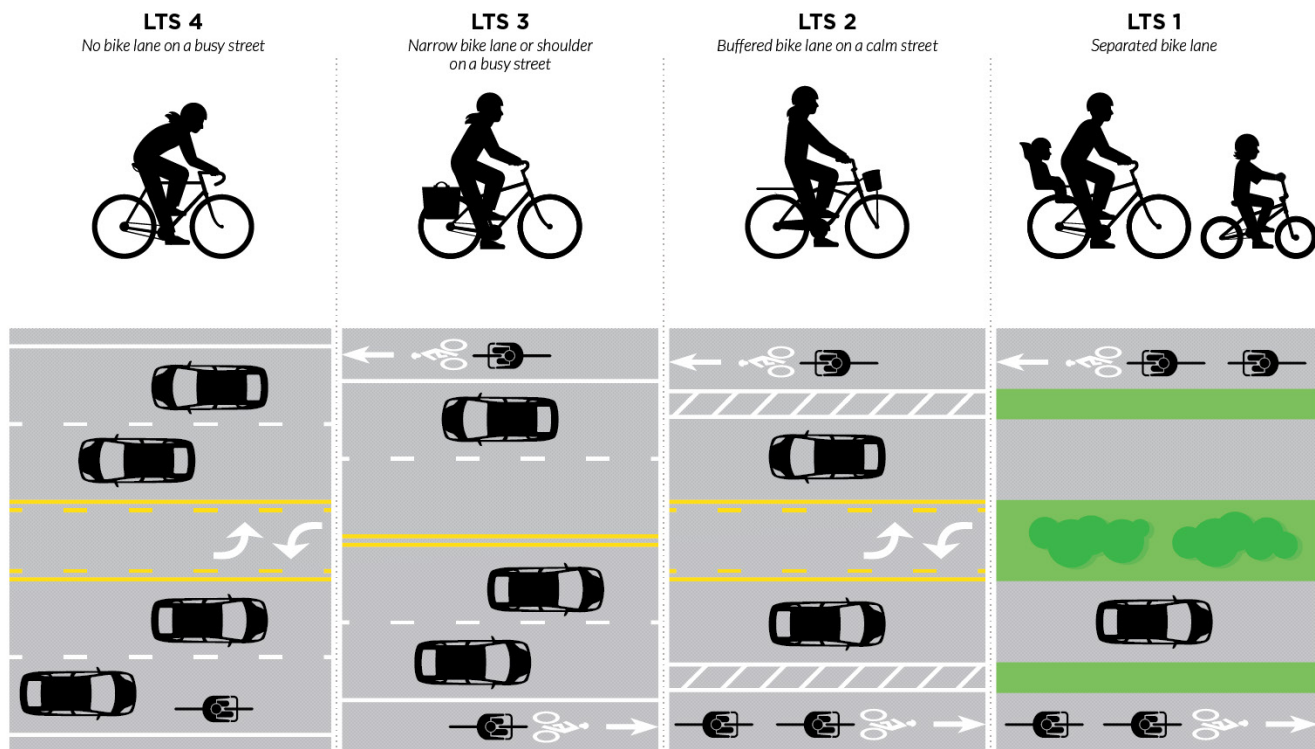 LTS 4
No bike lane on a busy street
LTS 3
Narrow bike lane or shoulder
on a busy street
LTS 2
Buffered bike lane on a calm street
LTS 1
Separated bike lane